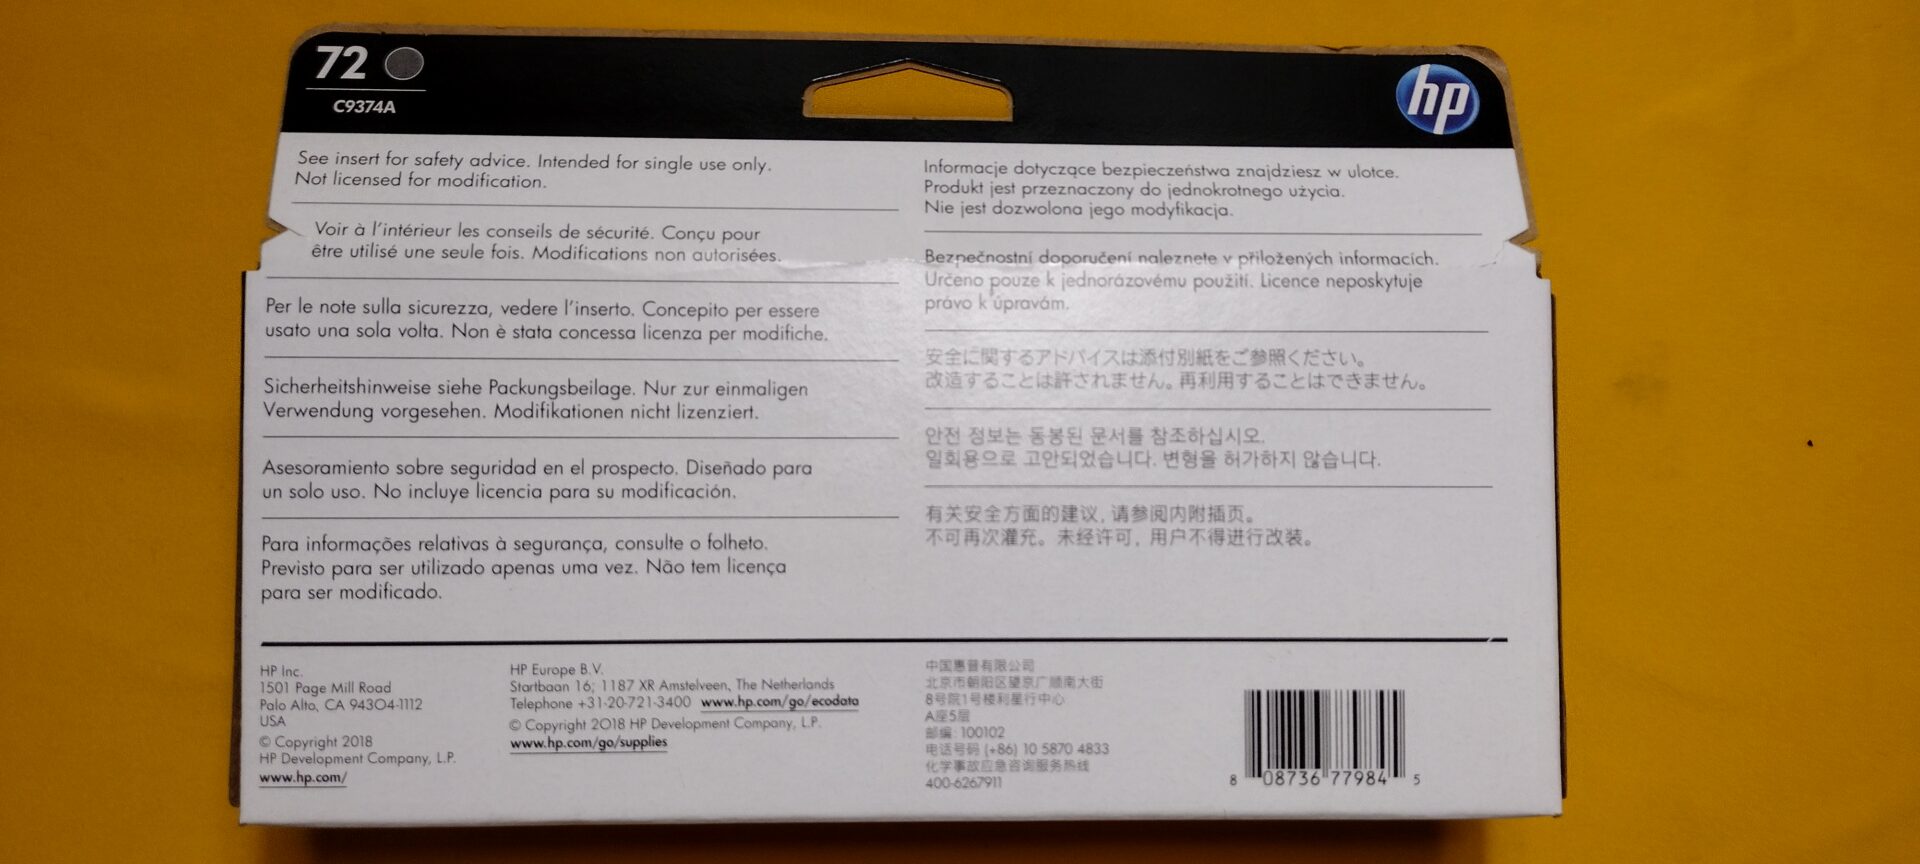 72
C9374A
hp
See insert for safety advice. Intended for single use only.
Not licensed for modification.
Voir à l'intérieur les conseils de sécurité. Conçu pour
être utilisé une seule fois. Modifications non autorisées.
Per le note sulla sicurezza, vedere l'inserto. Concepito per essere
usato una sola volta. Non è stata concessa licenza per modifiche.
Sicherheitshinweise siehe Packungsbeilage. Nur zur einmaligen
Verwendung vorgesehen. Modifikationen nicht lizenziert.
Asesoramiento sobre seguridad en el prospecto. Diseñado para
un solo uso. No incluye licencia para su modificación.
Para informações relativas à segurança, consulte o folheto.
Previsto para ser utilizado apenas uma vez. Não tem licença
para ser modificado.
Informacje dotyczące bezpieczeństwa znajdziesz w ulotce.
Produkt jest przeznaczony do jednokrotnego użycia.
Nie jest dozwolona jego modyfikacja.
Bezpečnostní doporučení naleznete v přiložených informacích.
Určeno pouze k jednorázovému použití. Licence neposkytuje
právo k úpravám.
安全に関するアドバイスは添付別紙をご参照ください。
改造することは許されません。再利用することはできません。
안전 정보는 동봉된 문서를 참조하십시오.
일회용으로 고안되었습니다. 변형을 허가하지 않습니다.
有关安全方面的建议，请参阅内附插页。
不可再次灌充。未经许可，用户不得进行改装。
HP Inc.
1501 Page Mill Road
Palo Alto, CA 94304-1112
USA
© Copyright 2018
HP Development Company, L.P.
www.hp.com/
HP Europe B.V.
Startbaan 16; 1187 XR Amstelveen, The Netherlands
Telephone +31-20-721-3400 www.hp.com/go/ecodata
© Copyright 2018 HP Development Company, L.P.
www.hp.com/go/supplies
中国惠普有限公司
北京市朝阳区望京广顺南大街
8号院1号楼利星行中心
A座5层
邮编: 100102
电话号码 (+86) 10 5870 4833
化学事故应急咨询服务热线
400-6267911
8 08736 77984 5